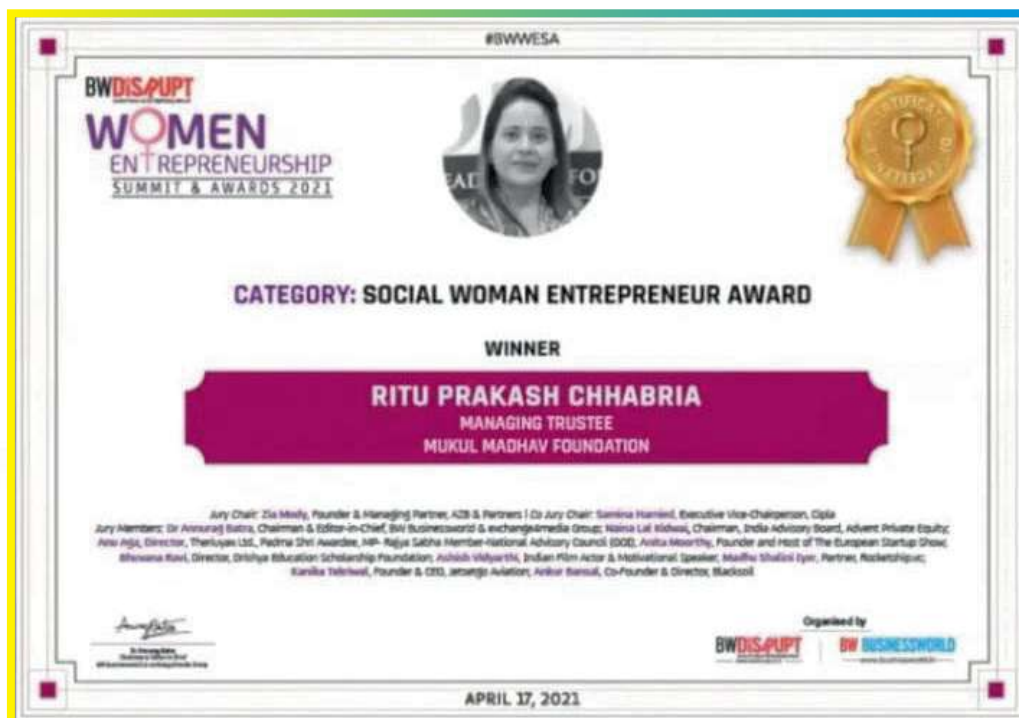 #BWWESA
BWDISRUPT
WOMEN
ENTREPRENEURSHIP
SUMMIT & AWARDS 2021
CATEGORY: SOCIAL WOMAN ENTREPRENEUR AWARD
WINNER
RITU PRAKASH CHHABRIA
MANAGING TRUSTEE
MUKUL MADHAV FOUNDATION
Jury Chair: Zia Mody, Founder & Managing Partner, AZB & Partners | Co Jury Chair: Samina Hamied, Executive Vice-Chairperson, Cipla
Jury Members: Dr Annurag Batra, Chairman & Editor-in-Chief, BW Businessworld & exchange4media Group; Naina Lal Kidwai, Chairman, India Advisory Board, Advent Private Equity;
Anu Aga, Director, Thermax Ltd., Padma Shri Awardee, MP- Rajya Sabha Member-National Advisory Council (GOI), Anita Moorthy, Founder and Host of The European Startup Show;
Bhuwana Ravi, Director, Drishya Education Scholarship Foundation; Ashish Vidyarthi, Indian Film Actor & Motivational Speaker, Madhu Shalini Iyer, Partner, Rocketship.vc;
Kanika Tekriwal, Founder & CEO, Jetsetgo Aviation, Ankur Bansal, Co-Founder & Director, Blacksoil
Organised by
BWDISRUPT
BW BUSINESSWORLD
APRIL 17, 2021